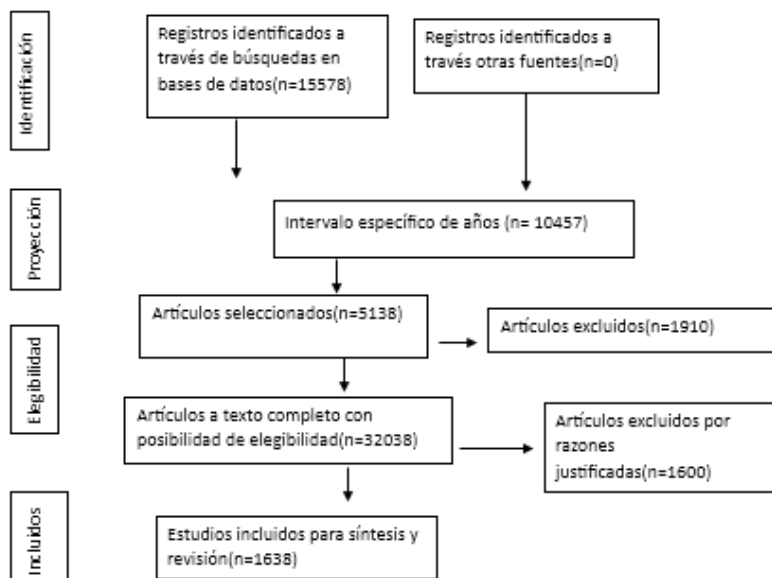 Identificación
Registros identificados a
través de búsquedas en
bases de datos(n=15578)
Registros identificados a
través otras fuentes(n=0)
Proyección
Intervalo específico de años (n= 10457)
Artículos seleccionados(n=5138)
Artículos excluidos(n=1910)
Elegibilidad
Artículos a texto completo con
posibilidad de elegibilidad(n=32038)
Artículos excluidos por
razones
justificadas(n=1600)
Incluidos
Estudios incluidos para síntesis y
revisión(n=1638)